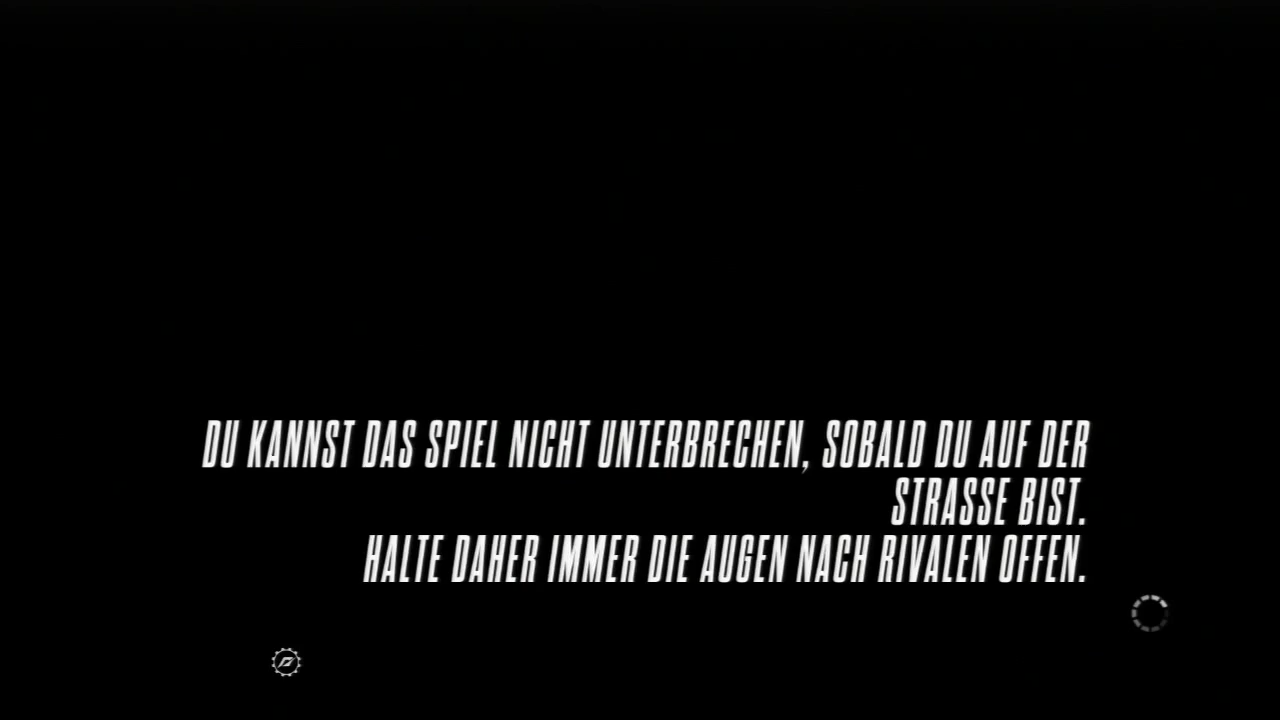 DU KANNST DAS SPIEL NICHT UNTERBRECHEN, SOBALD DU AUF DER
STRASSE BIST.
HALTE DAHER IMMER DIE AUGEN NACH RIVALEN OFFEN.